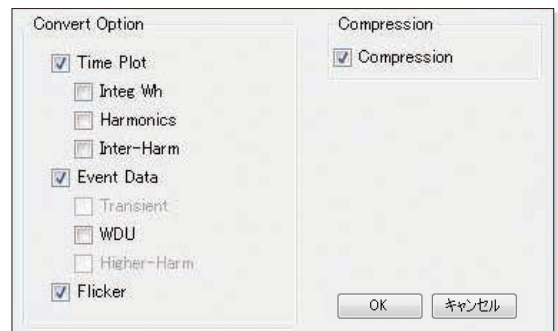 Convert Option
Time Plot
Integ Wh
Harmonics
Inter-Harm
Event Data
Transient
WDU
Higher-Harm
Flicker
Compression
Compression
OK
キャンセル